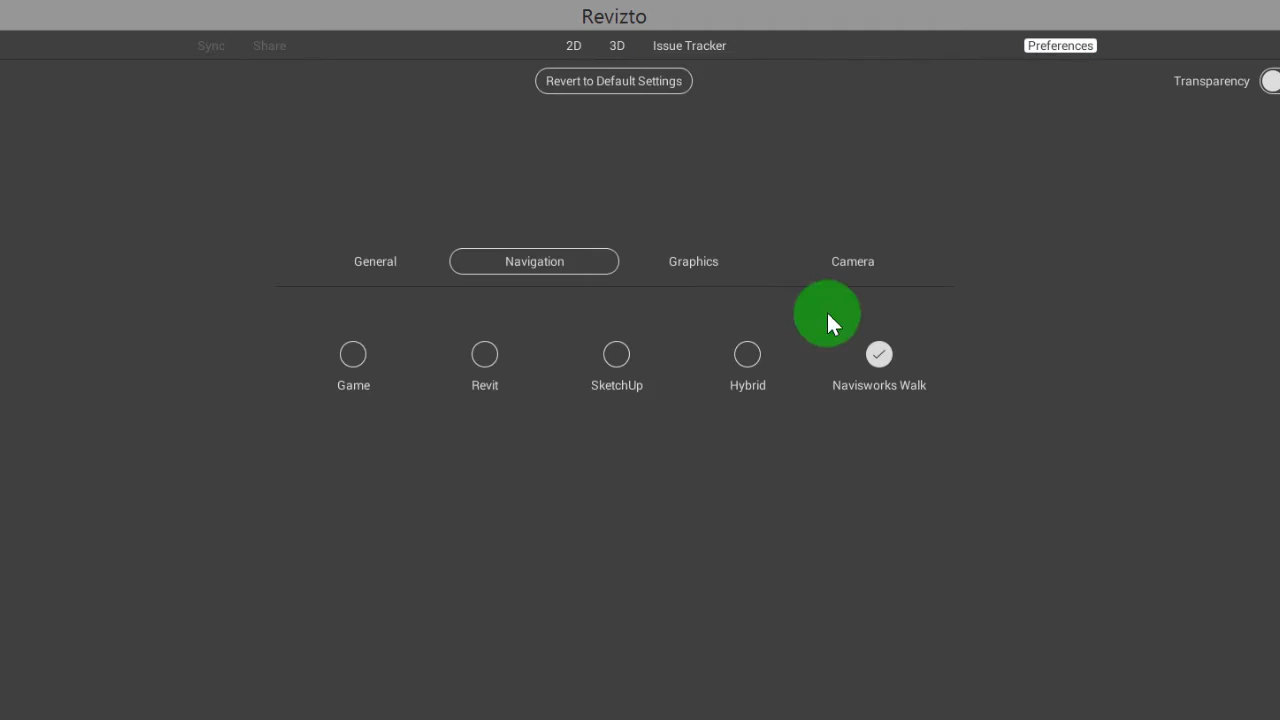 Revizto
Sync Share 2D 3D Issue Tracker Preferences
Revert to Default Settings Transparency
General Navigation Graphics Camera
Game Revit SketchUp Hybrid Navisworks Walk